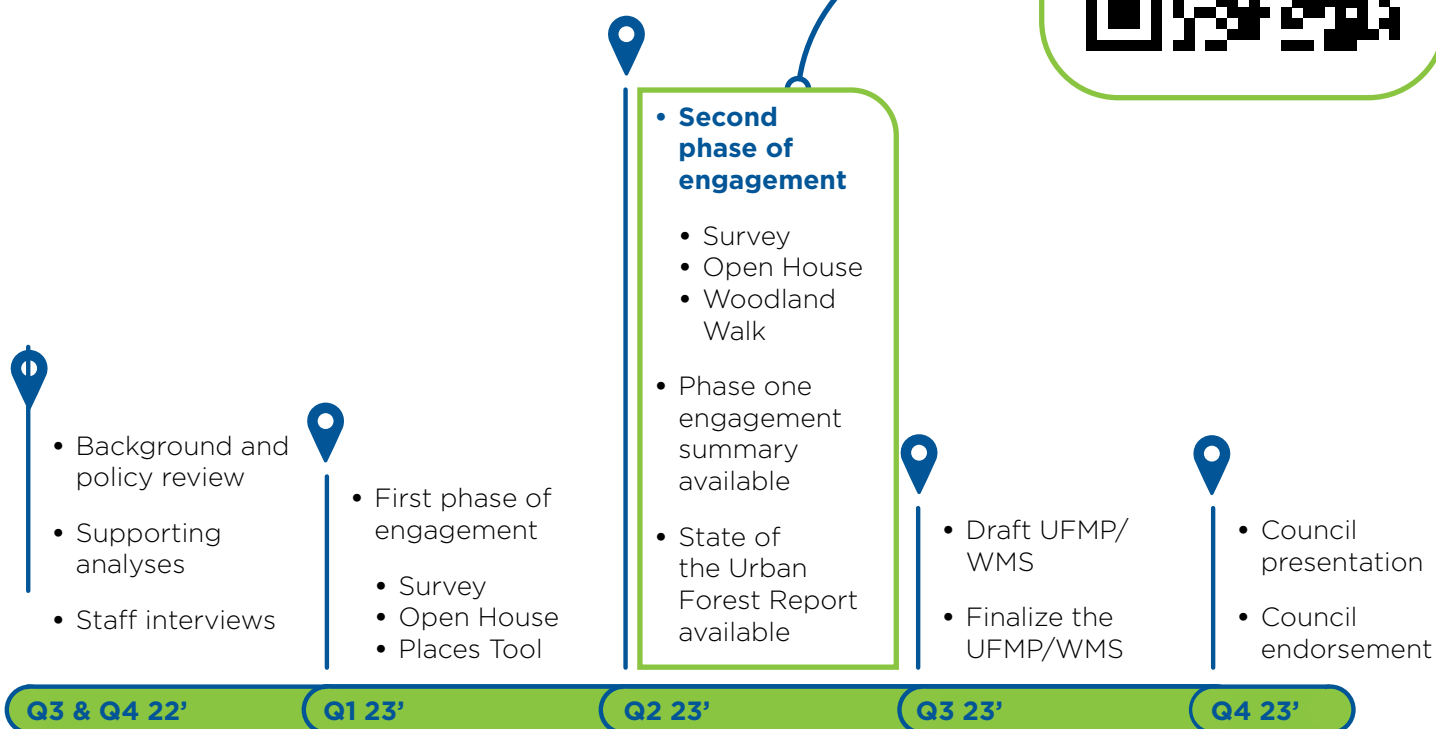 • Background and
policy review
• Supporting
analyses
• Staff interviews
• First phase of
engagement
• Survey
• Open House
• Places Tool
• Second
phase of
engagement
• Survey
• Open House
• Woodland
Walk
• Phase one
engagement
summary
available
• State of
the Urban
Forest Report
available
• Draft UFMP/
WMS
• Finalize the
UFMP/WMS
• Council
presentation
• Council
endorsement
Q3 & Q4 22’
Q1 23’
Q2 23’
Q3 23’
Q4 23’